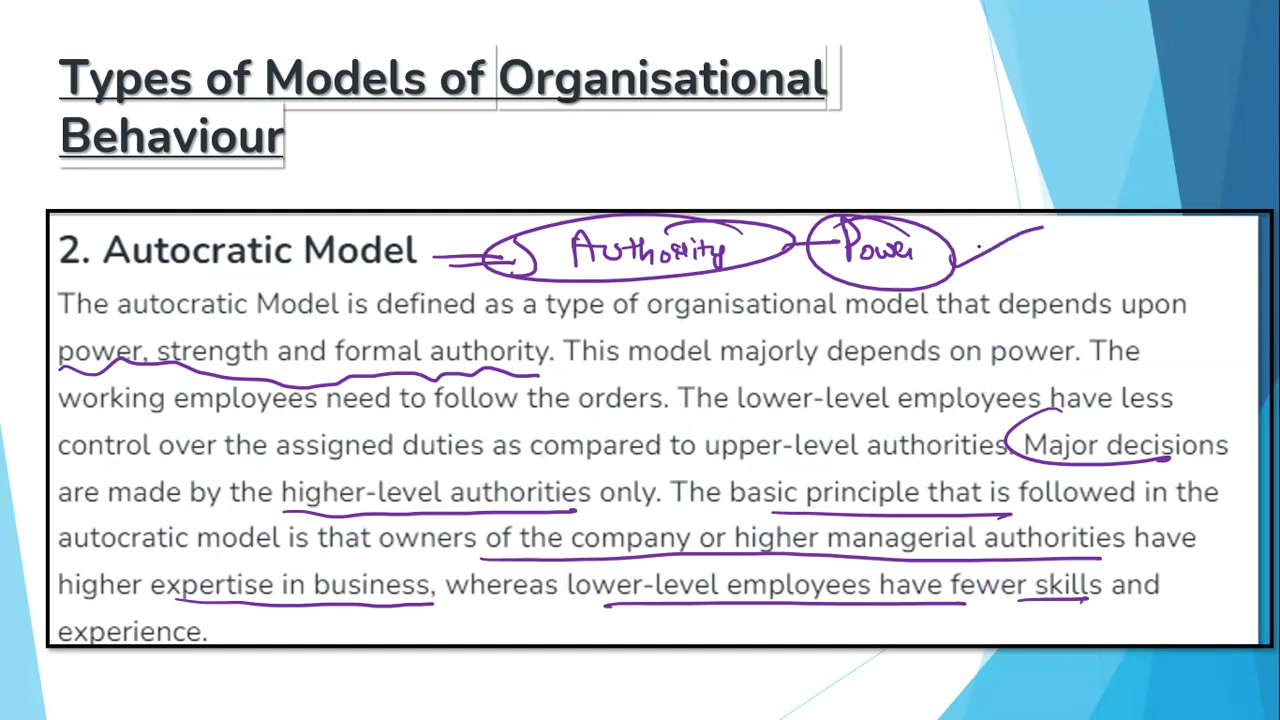 Types of Models of Organisational
Behaviour
2. Autocratic Model Authority Power
The autocratic Model is defined as a type of organisational model that depends upon
power, strength and formal authority. This model majorly depends on power. The
working employees need to follow the orders. The lower-level employees have less
control over the assigned duties as compared to upper-level authorities. Major decisions
are made by the higher-level authorities only. The basic principle that is followed in the
autocratic model is that owners of the company or higher managerial authorities have
higher expertise in business, whereas lower-level employees have fewer skills and
experience.